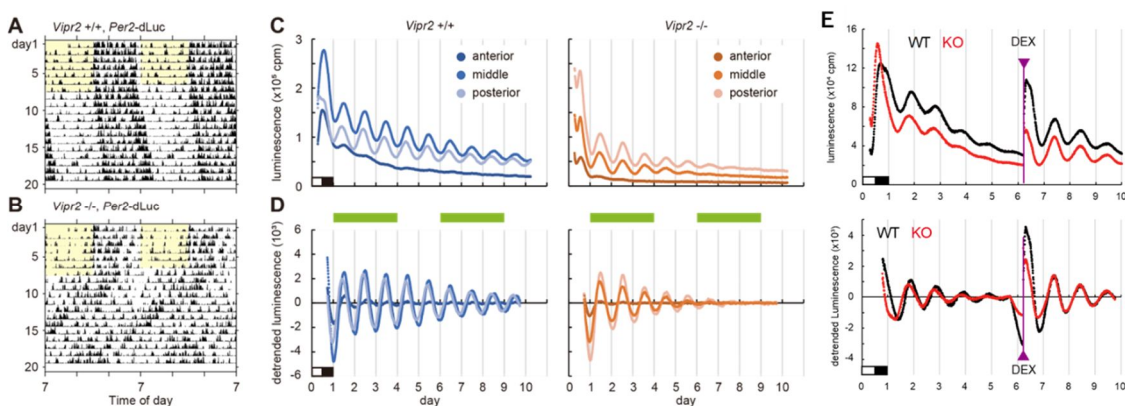 A
Vipr2 +/+, Per2-dLuc
day1
5
10
15
20
B
Vipr2 -/-, Per2-dLuc
day1
5
10
15
20
7 7 7
Time of day
C
Vipr2 +/+ Vipr2 -/-
anterior
middle
posterior
anterior
middle
posterior
luminescence (x10⁵ cpm)
3
2
1
0
D
detrended luminescence (10³)
6
4
2
0
-2
-4
-6
0 1 2 3 4 5 6 7 8 9 10 11
day
0 1 2 3 4 5 6 7 8 9 10 11
day
E
WT KO DEX
luminescence (x10⁴ cpm)
16
12
8
4
0
0 1 2 3 4 5 6 7 8 9 10
WT KO
detrended Luminescence (x10³)
4
2
0
-2
-4
DEX
0 1 2 3 4 5 6 7 8 9 10